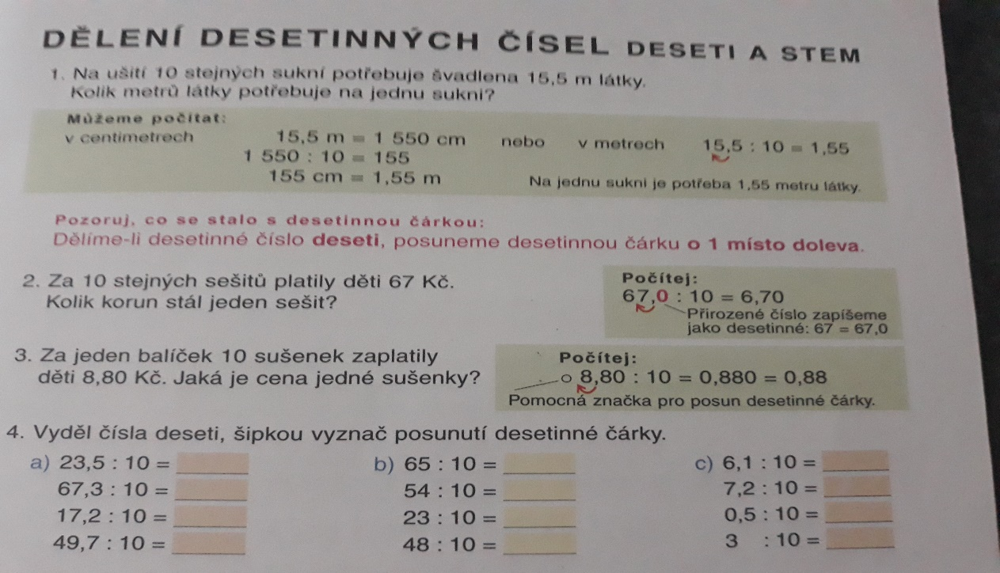 DĚLENÍ DESETINNÝCH ČÍSEL DESETI A STEM
1. Na ušití 10 stejných sukní potřebuje švadlena 15,5 m látky.
Kolik metrů látky potřebuje na jednu sukni?
Můžeme počítat:
v centimetrech 15,5 m = 1 550 cm nebo v metrech 15,5 : 10 = 1,55
1 550 : 10 = 155
155 cm = 1,55 m Na jednu sukni je potřeba 1,55 metru látky.
Pozoruj, co se stalo s desetinnou čárkou:
Dělíme-li desetinné číslo deseti, posuneme desetinnou čárku o 1 místo doleva.
2. Za 10 stejných sešitů platily děti 67 Kč.
Kolik korun stál jeden sešit?
Počítej:
67,0 : 10 = 6,70
Přirozené číslo zapíšeme
jako desetinné: 67 = 67,0
3. Za jeden balíček 10 sušenek zaplatily
děti 8,80 Kč. Jaká je cena jedné sušenky?
Počítej:
o 8,80 : 10 = 0,880 = 0,88
Pomocná značka pro posun desetinné čárky.
4. Vyděl čísla deseti, šipkou vyznač posunutí desetinné čárky.
a) 23,5 : 10 =
67,3 : 10 =
17,2 : 10 =
49,7 : 10 =
b) 65 : 10 =
54 : 10 =
23 : 10 =
48 : 10 =
c) 6,1 : 10 =
7,2 : 10 =
0,5 : 10 =
3 : 10 =